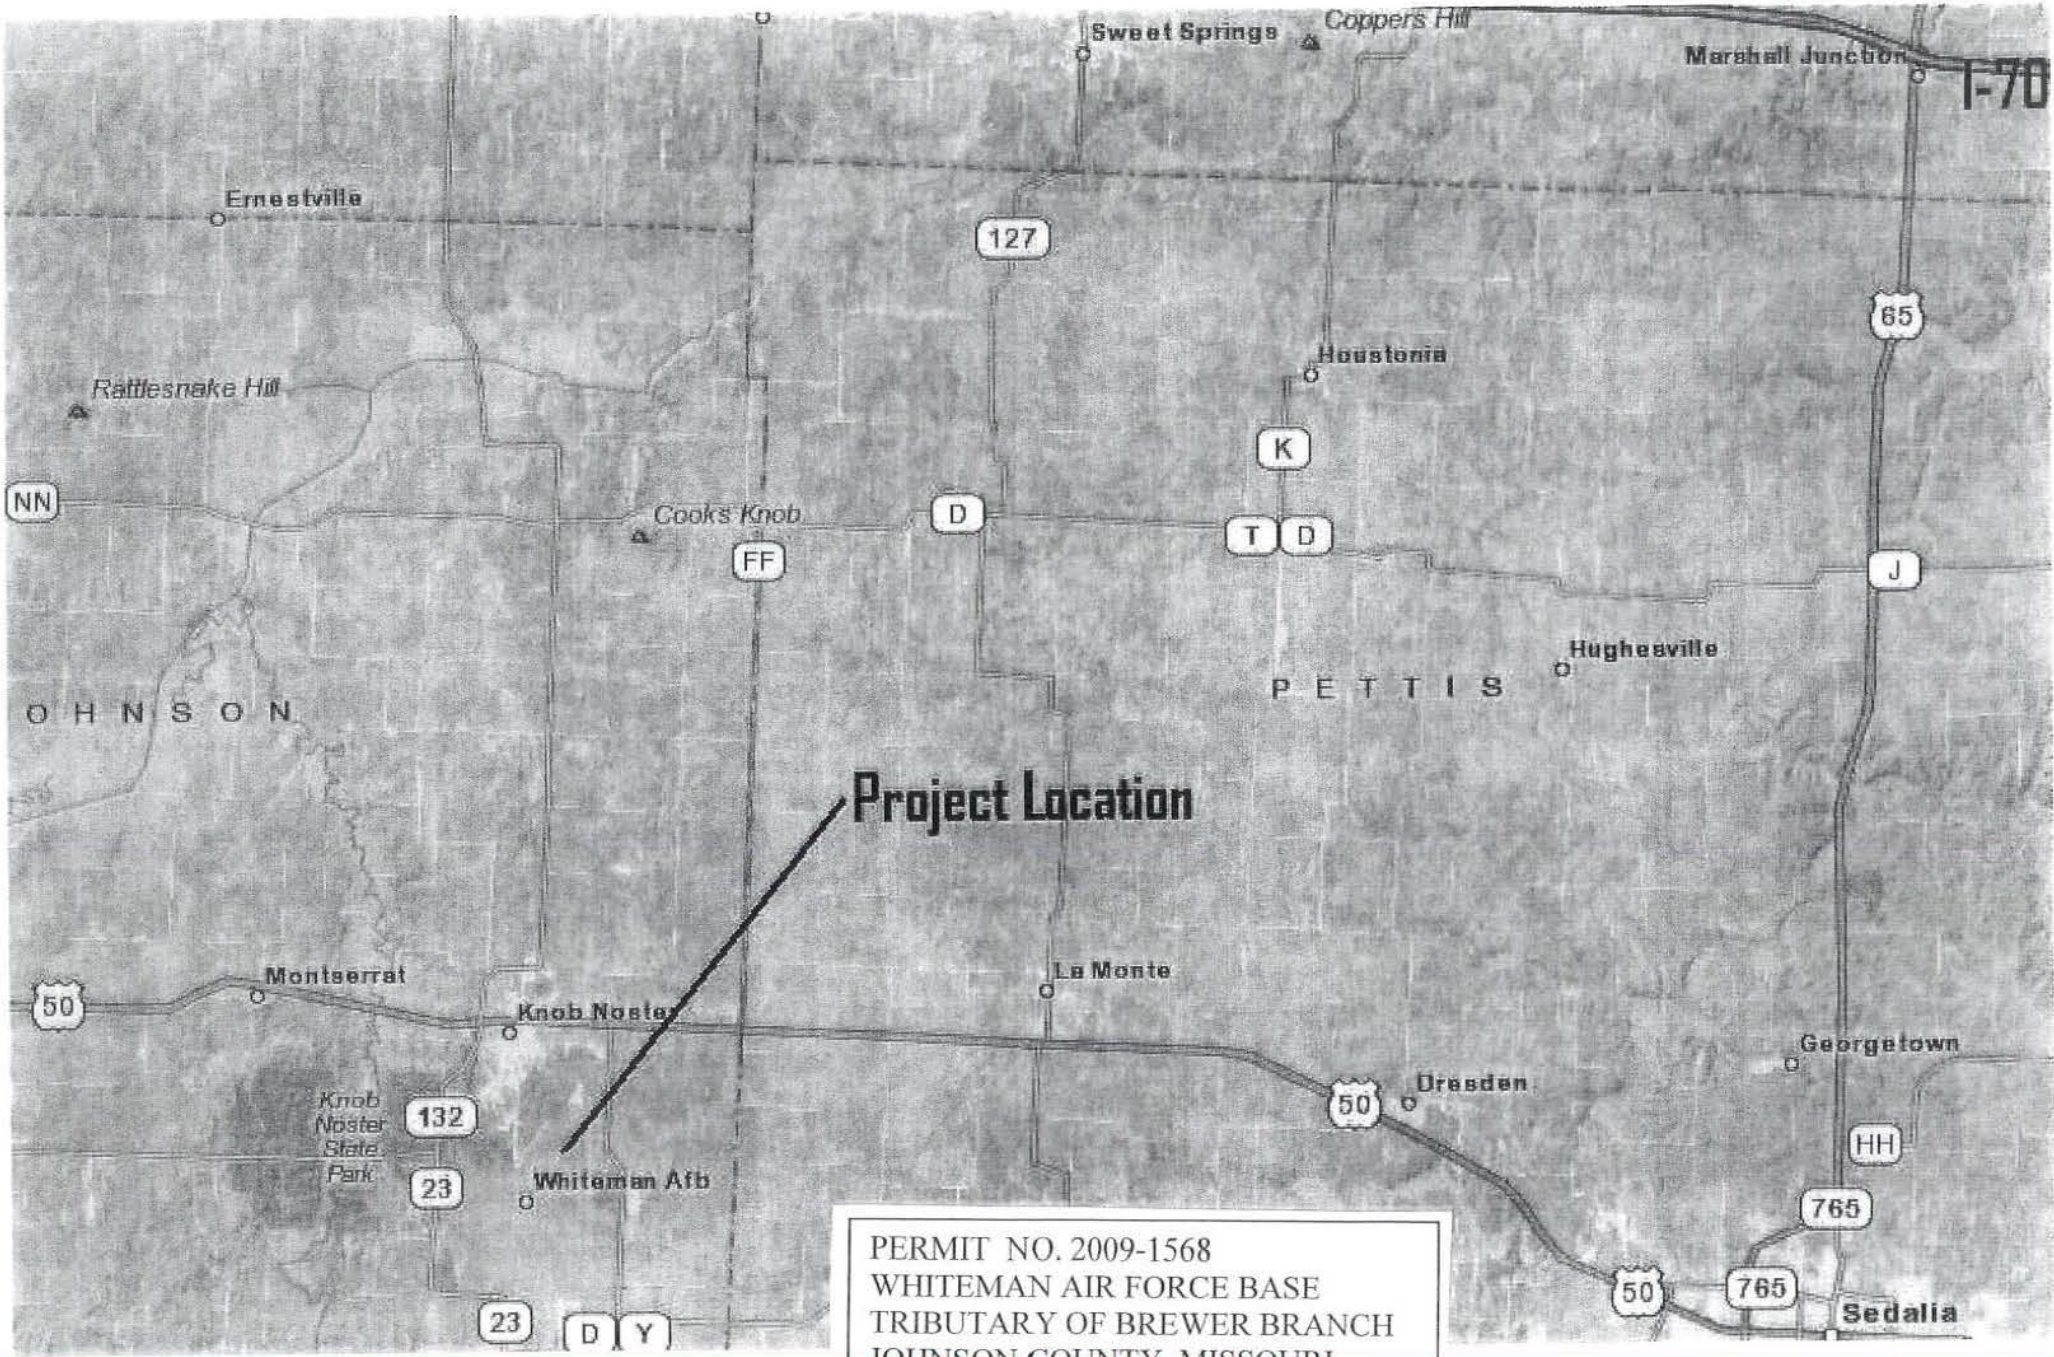 Sweet Springs
Coppers Hill
Marshall Junction
I-70
Ernestville
127
65
Houstonia
Rattlesnake Hill
K
NN
Cooks Knob
D
FF
T
D
J
Hughesville
PETTIS
OHNSON
Project Location
Montserrat
La Monte
50
Knob Noster
Georgetown
Dresden
50
Knob
Noster
State
Park
132
HH
23
Whiteman Afb
765
PERMIT NO. 2009-1568
WHITEMAN AIR FORCE BASE
TRIBUTARY OF BREWER BRANCH
JOHNSON COUNTY, MISSOURI
50
765
Sedalia
23
D
Y